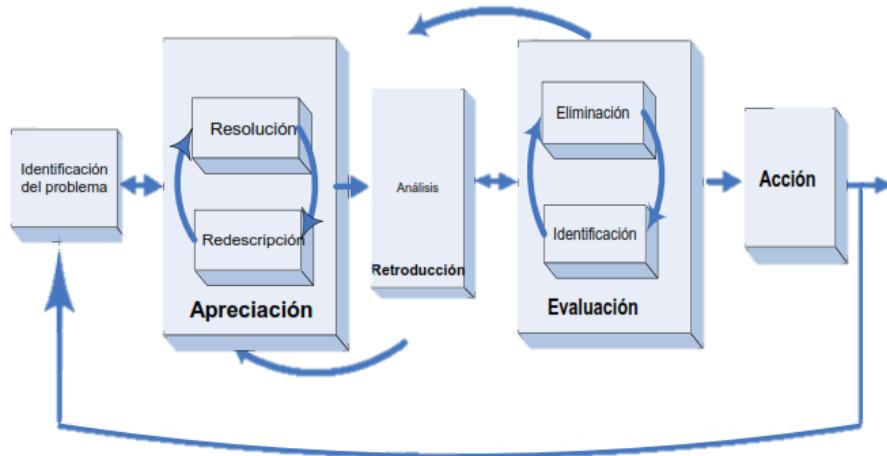 Identificación
del problema
Resolución
Redescripción
Apreciación
Análisis
Retroducción
Eliminación
Identificación
Evaluación
Acción